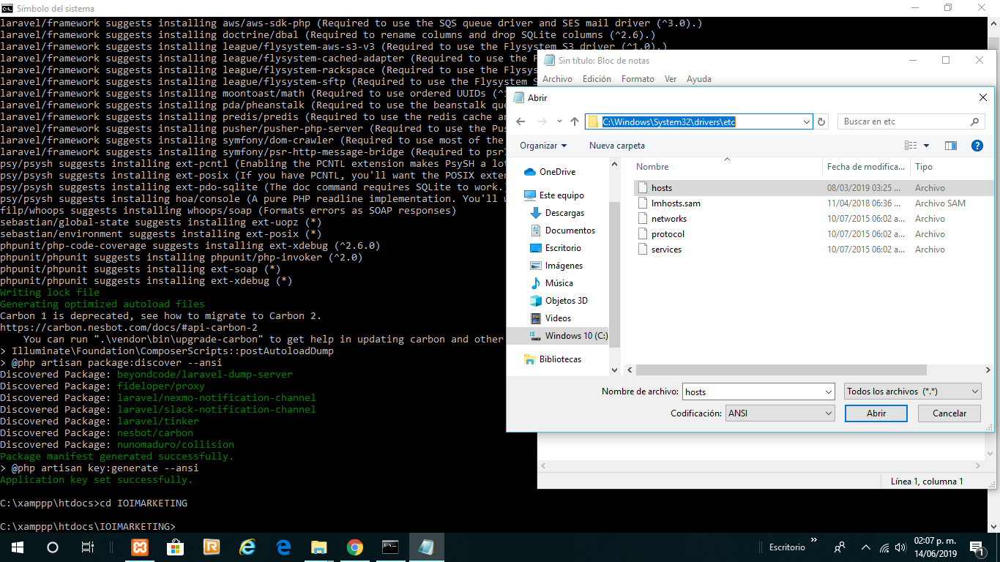 Símbolo del sistema
laravel/framework suggests installing aws/aws-sdk-php (Required to use the SQS queue driver and SES mail driver (^3.0).)
laravel/framework suggests installing doctrine/dbal (Required to rename columns and drop SQLite columns (^2.6).)
laravel/framework suggests installing league/flysystem-aws-s3-v3 (Required to use the Flysystem S3 driver (^1.0).)
laravel/framework suggests installing league/flysystem-cached-adapter (Required to use the F
laravel/framework suggests installing league/flysystem-rackspace (Required to use the Flysys
laravel/framework suggests installing league/flysystem-sftp (Required to use the Flysystem S
laravel/framework suggests installing moontoast/math (Required to use ordered UUIDs (^
laravel/framework suggests installing pda/pheanstalk (Required to use the beanstalk que
laravel/framework suggests installing predis/predis (Required to use the redis cache an
laravel/framework suggests installing pusher/pusher-php-server (Required to use the Pus
laravel/framework suggests installing symfony/dom-crawler (Required to use most of the
laravel/framework suggests installing symfony/psr-http-message-bridge (Required to psr
psy/psysh suggests installing ext-pcntl (Enabling the PCNTL extension makes PsySH a lot
psy/psysh suggests installing ext-posix (If you have PCNTL, you'll want the POSIX exten
psy/psysh suggests installing ext-pdo-sqlite (The doc command requires SQLite to work.)
psy/psysh suggests installing hoa/console (A pure PHP readline implementation. You'll w
filp/whoops suggests installing whoops/soap (Formats errors as SOAP responses)
sebastian/global-state suggests installing ext-uopz (*)
sebastian/environment suggests installing ext-posix (*)
phpunit/php-code-coverage suggests installing ext-xdebug (^2.6.0)
phpunit/phpunit suggests installing phpunit/php-invoker (^2.0)
phpunit/phpunit suggests installing ext-soap (*)
phpunit/phpunit suggests installing ext-xdebug (*)
Writing lock file
Generating optimized autoload files
Carbon 1 is deprecated, see how to migrate to Carbon 2.
https://carbon.nesbot.com/docs/#api-carbon-2
You can run ".\vendor\bin\upgrade-carbon" to get help in updating carbon and other
> Illuminate\Foundation\ComposerScripts::postAutoloadDump
> @php artisan package:discover --ansi
Discovered Package: beyondcode/laravel-dump-server
Discovered Package: fideloper/proxy
Discovered Package: laravel/nexmo-notification-channel
Discovered Package: laravel/slack-notification-channel
Discovered Package: laravel/tinker
Discovered Package: nesbot/carbon
Discovered Package: nunomaduro/collision
Package manifest generated successfully.
> @php artisan key:generate --ansi
Application key set successfully.
C:\xamppp\htdocs>cd IOIMARKETING
C:\xamppp\htdocs\IOIMARKETING>
Sin título: Bloc de notas
Archivo Edición Formato Ver Ayuda
Abrir
C:\Windows\System32\drivers\etc
Buscar en etc
Organizar
Nueva carpeta
OneDrive
Este equipo
Descargas
Documentos
Escritorio
Imágenes
Música
Objetos 3D
Videos
Windows 10 (C:)
Bibliotecas
Nombre Fecha de modifica... Tipo
hosts 08/03/2019 03:25 ... Archivo
lmhosts.sam 11/04/2018 06:36 ... Archivo SAM
networks 10/07/2015 06:02 a... Archivo
protocol 10/07/2015 06:02 a... Archivo
services 10/07/2015 06:02 a... Archivo
Nombre de archivo: hosts Todos los archivos (*.*)
Codificación: ANSI Abrir Cancelar
Línea 1, columna 1
Escritorio
02:07 p. m.
14/06/2019
1